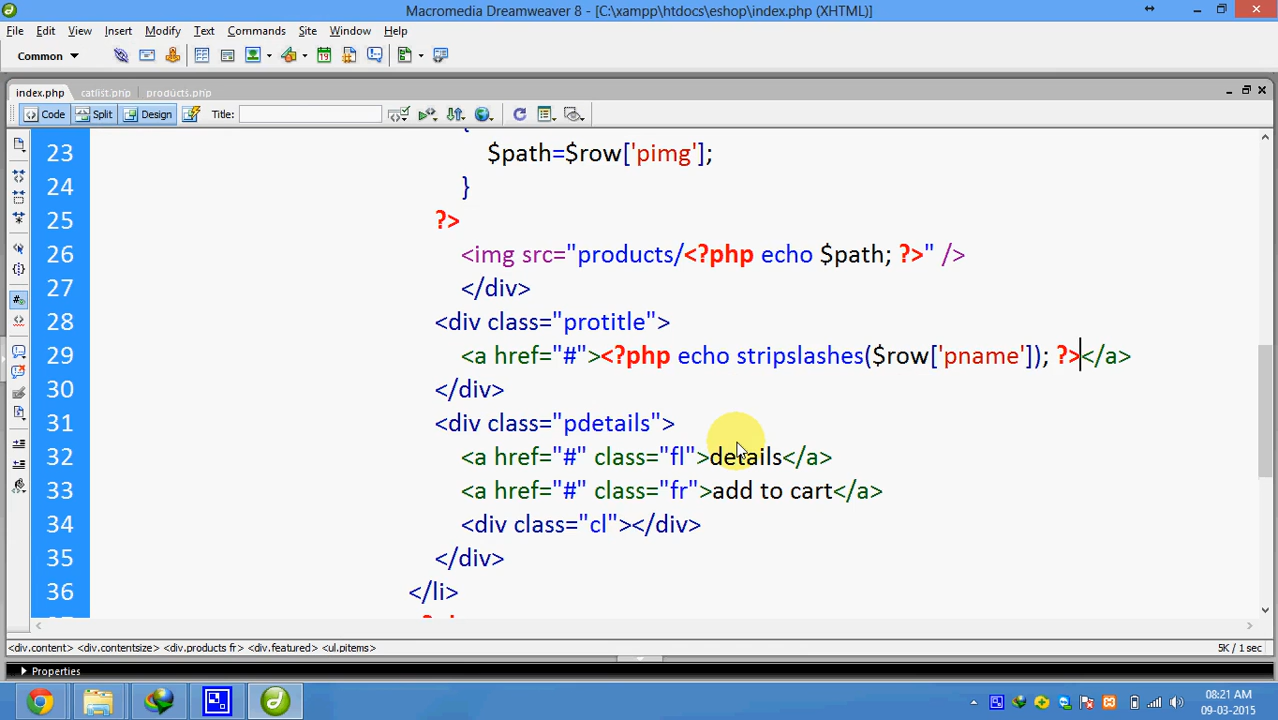 Macromedia Dreamweaver 8 - [C:\xampp\htdocs\eshop\index.php (XHTML)]
File Edit View Insert Modify Text Commands Site Window Help
Common
index.php catlist.php products.php
Code Split Design Title:
23 $path=$row['pimg'];
24 }
25 ?>
26 <img src="products/<?php echo $path; ?>" />
27 </div>
28 <div class="protitle">
29 <a href="#"><?php echo stripslashes($row['pname']); ?></a>
30 </div>
31 <div class="pdetails">
32 <a href="#" class="fl">details</a>
33 <a href="#" class="fr">add to cart</a>
34 <div class="cl"></div>
35 </div>
36 </li>
<div.content> <div.contentsize> <div.products fr> <div.featured> <ul.pitems>
5K / 1 sec
Properties
08:21 AM
09-03-2015